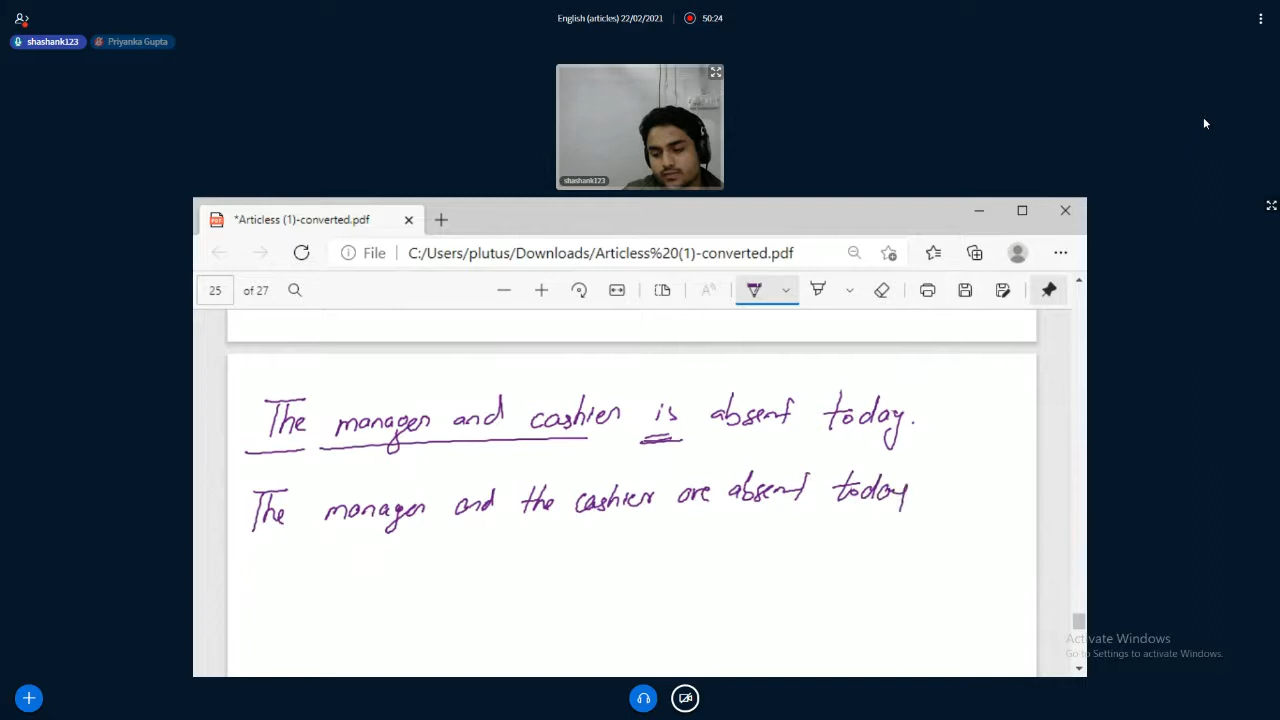 English (articles) 22/02/2021 50:24
shashank123 Priyanka Gupta
shashank123
*Articless (1)-converted.pdf
File C:/Users/plutus/Downloads/Articless%20(1)-converted.pdf
25 of 27
The manager and cashier is absent today.
The manager and the cashier are absent today
Activate Windows
Go to Settings to activate Windows.